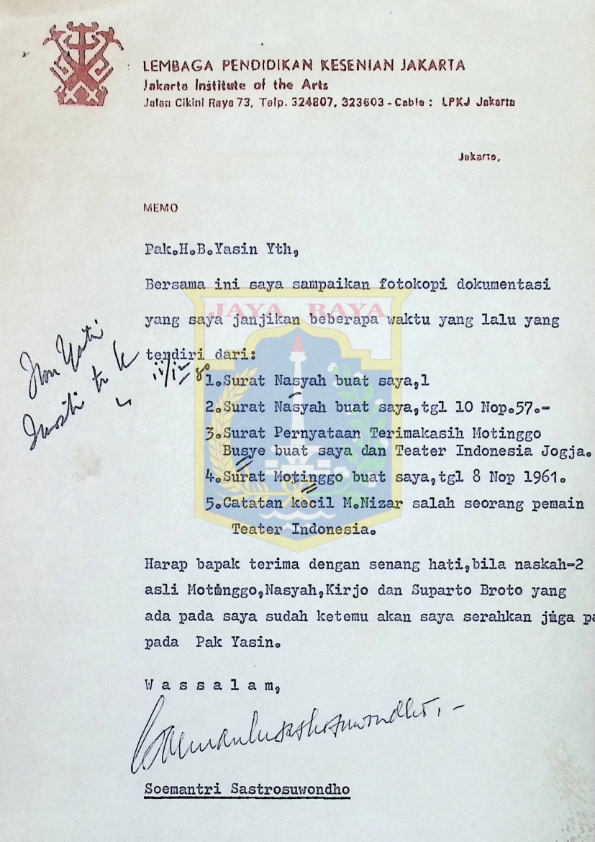 LEMBAGA PENDIDIKAN KESENIAN JAKARTA
Jakarta Institute of the Arts
Jalan Cikini Raya 73, Telp. 324807, 323603 - Cable : LPKJ Jakarta
Jakarta,
MEMO
Pak.H.B.Yasin Yth,
Bersama ini saya sampaikan fotokopi dokumentasi
JAYA RAYA
yang saya janjikan beberapa waktu yang lalu yang
tendiri dari:
11/12 80
1.Surat Nasyah buat saya,1
2.Surat Nasyah buat saya,tgl 10 Nop.57.-
3.Surat Pernyataan Terimakasih Motinggo
Busye buat saya dan Teater Indonesia Jogja.
4.Surat Motinggo buat saya,tgl 8 Nop 1961.
5.Catatan kecil M.Nizar salah seorang pemain
Teater Indonesia.
Harap bapak terima dengan senang hati,bila naskah-2
asli Motinggo,Nasyah,Kirjo dan Suparto Broto yang
ada pada saya sudah ketemu akan saya serahkan juga pa
pada Pak Yasin.
W a s s a l a m,
Soemantri Sastrosuwondho